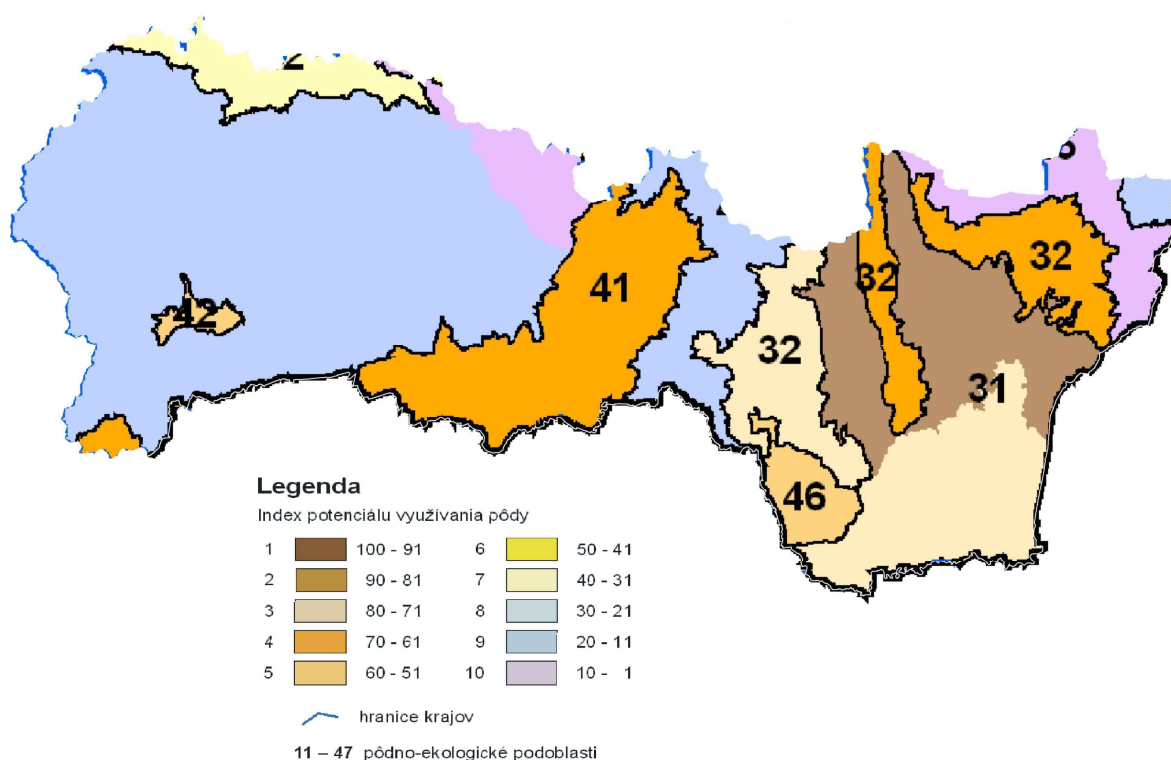 42
41
32
32
32
31
46
Legenda
Index potenciálu využívania pôdy
1 100 - 91 6 50 - 41
2 90 - 81 7 40 - 31
3 80 - 71 8 30 - 21
4 70 - 61 9 20 - 11
5 60 - 51 10 10 - 1
hranice krajov
11 – 47 pôdno-ekologické podoblasti